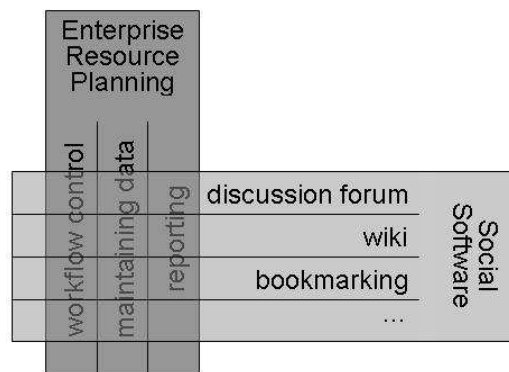 Enterprise
Resource
Planning
workflow control
maintaining data
reporting
discussion forum
wiki
bookmarking
...
Social
Software